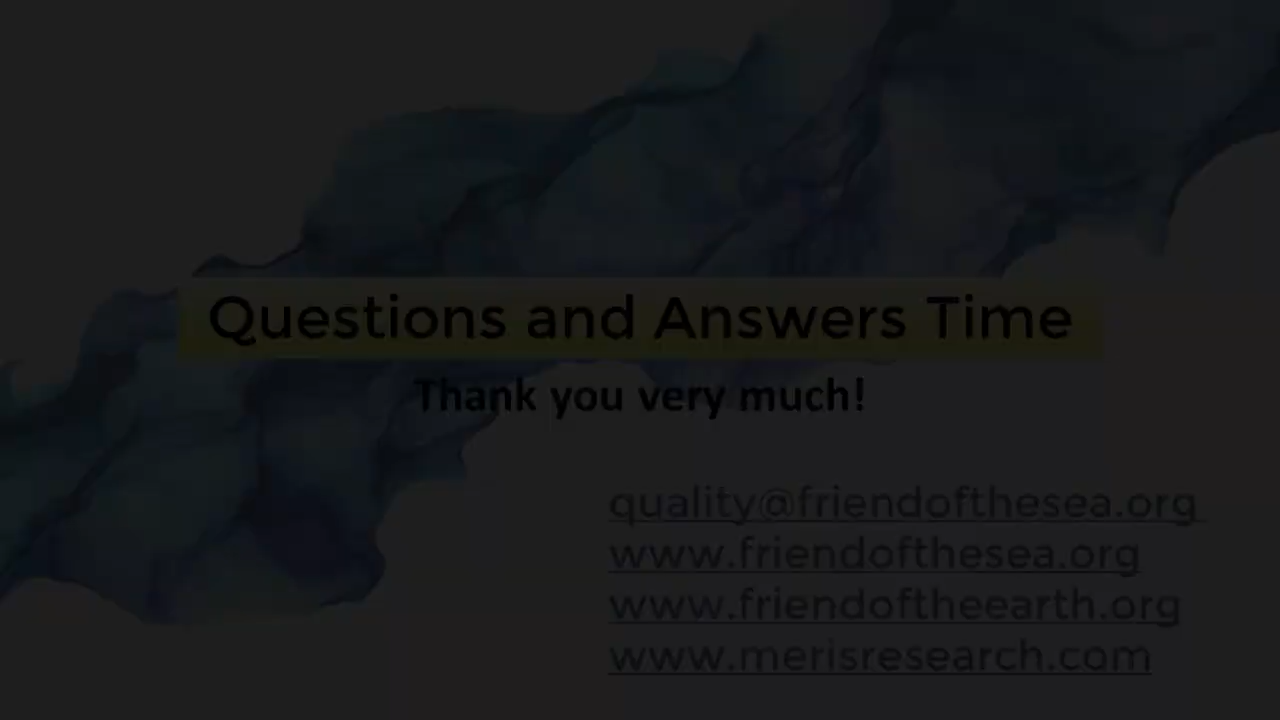 Questions and Answers Time
Thank you very much!
quality@friendofthesea.org
www.friendofthesea.org
www.friendoftheearth.org
www.merisresearch.com